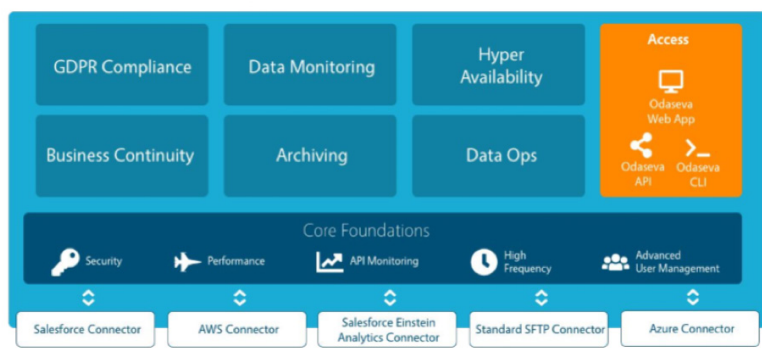 GDPR Compliance
Data Monitoring
Hyper
Availability
Access
Odaseva
Web App
Odaseva
API
Odaseva
CLI
Business Continuity
Archiving
Data Ops
Core Foundations
Security
Performance
API Monitoring
High
Frequency
Advanced
User Management
Salesforce Connector
AWS Connector
Salesforce Einstein
Analytics Connector
Standard SFTP Connector
Azure Connector